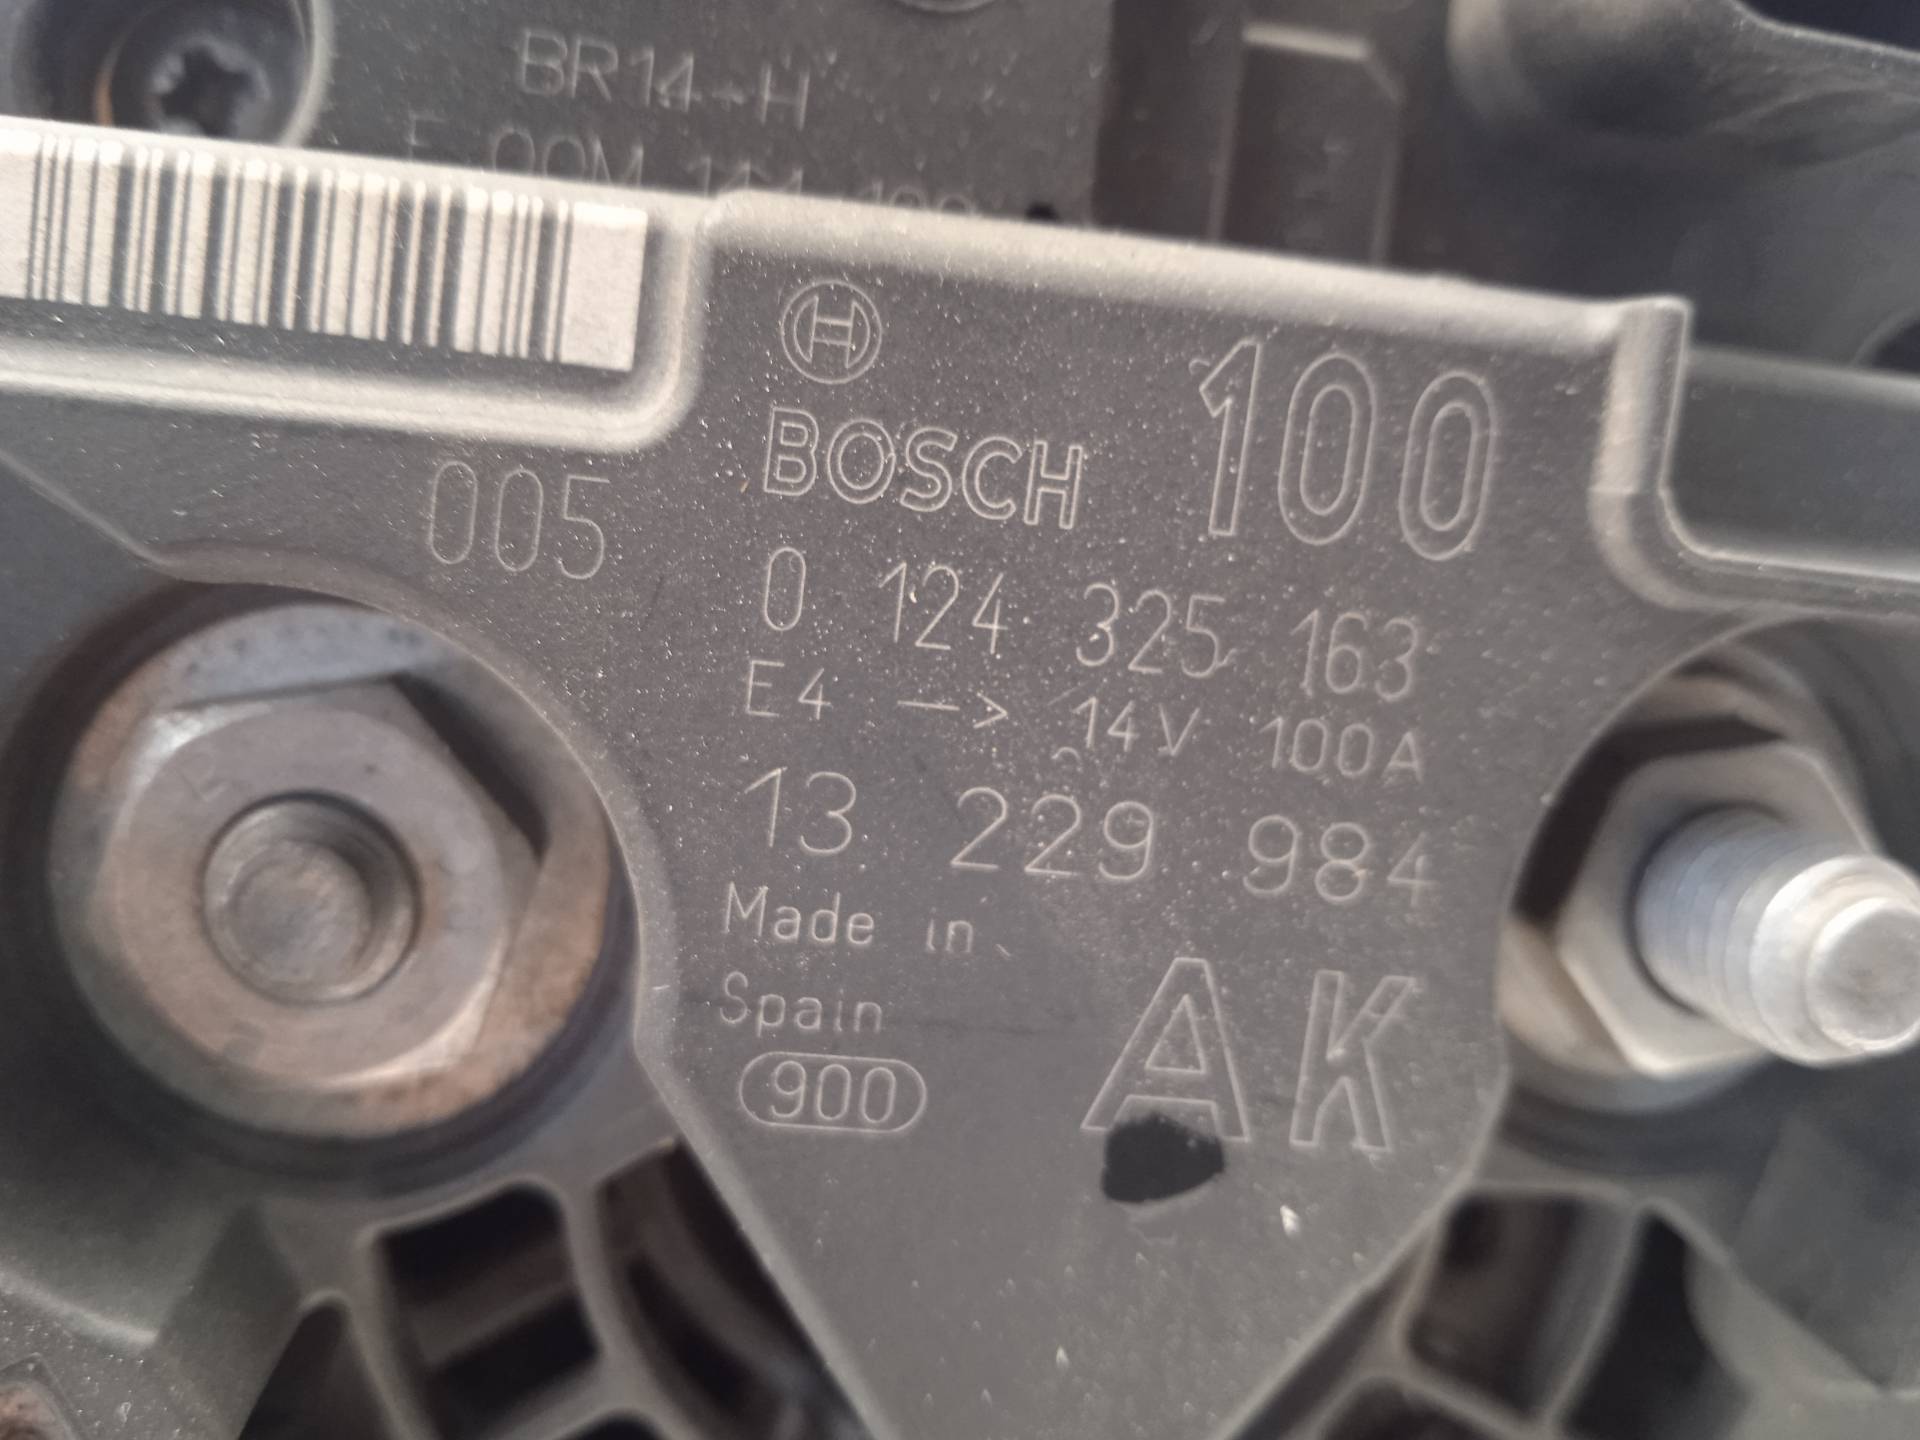 BR14-H
005
BOSCH
100
0 124 325 163
E4 -> 14V 100A
13 229 984
Made in
Spain
900
AK